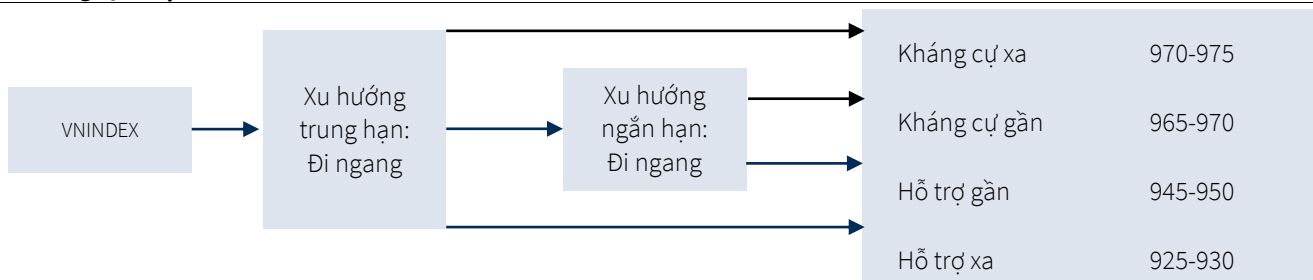 VNINDEX
Xu hướng
trung hạn:
Đi ngang
Xu hướng
ngắn hạn:
Đi ngang
Kháng cự xa 970-975
Kháng cự gần 965-970
Hỗ trợ gần 945-950
Hỗ trợ xa 925-930